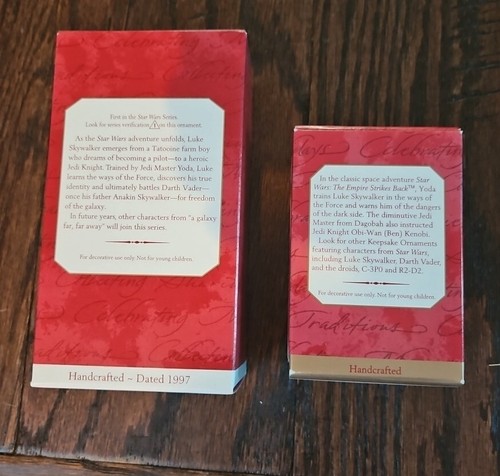 Celebrating
First in the Star Wars Series.
Look for series verification 1 on this ornament.
As the Star Wars adventure unfolds, Luke
Skywalker emerges from a Tatooine farm boy
who dreams of becoming a pilot—to a heroic
Jedi Knight. Trained by Jedi Master Yoda, Luke
learns the ways of the Force, discovers his true
identity and ultimately battles Darth Vader—
once his father Anakin Skywalker—for freedom
of the galaxy.
In future years, other characters from "a galaxy
far, far away" will join this series.
For decorative use only. Not for young children.
Celebrating
Handcrafted – Dated 1997
Celebrating
In the classic space adventure Star
Wars: The Empire Strikes Back™, Yoda
trains Luke Skywalker in the ways of
the Force and warns him of the dangers
of the dark side. The diminutive Jedi
Master from Dagobah also instructed
Jedi Knight Obi-Wan (Ben) Kenobi.
Look for other Keepsake Ornaments
featuring characters from Star Wars,
including Luke Skywalker, Darth Vader,
and the droids, C-3PO and R2-D2.
For decorative use only. Not for young children.
Traditions
Handcrafted